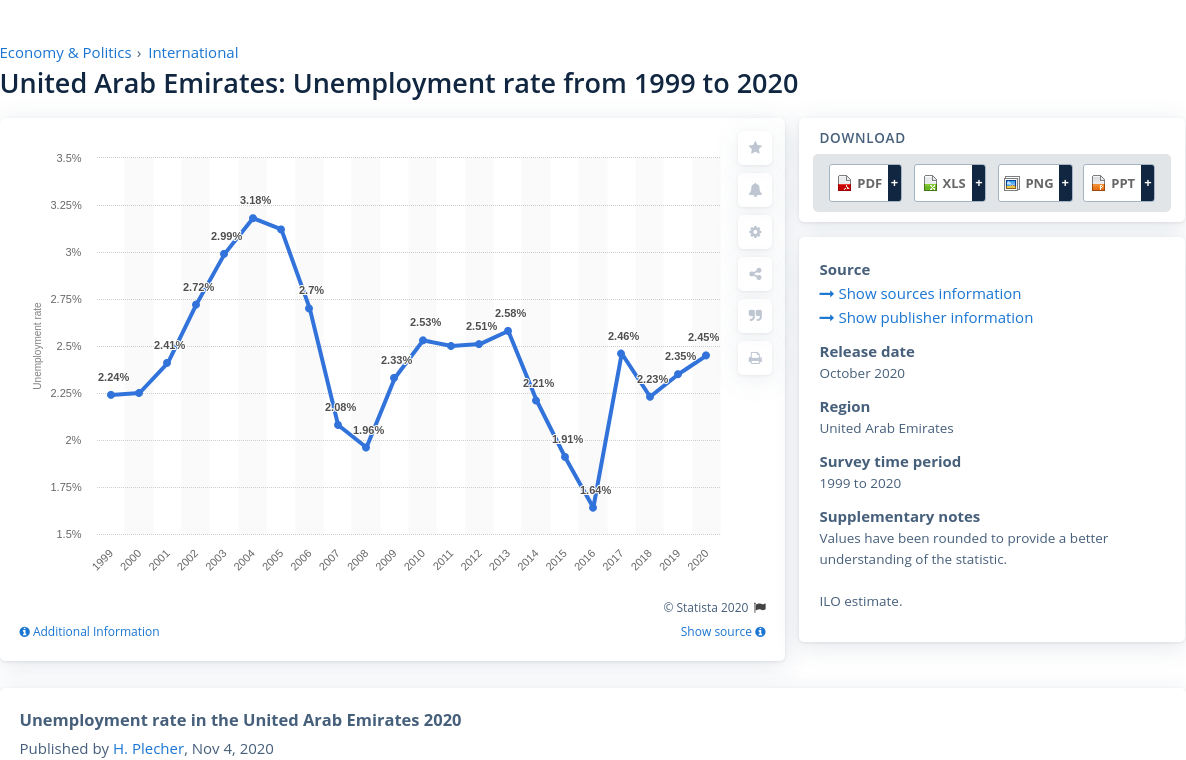 Economy & Politics › International
United Arab Emirates: Unemployment rate from 1999 to 2020
Unemployment rate
3.5%
3.25%
3%
2.75%
2.5%
2.25%
2%
1.75%
1.5%
2.24%
2.41%
2.72%
2.99%
3.18%
2.7%
2.08%
1.96%
2.33%
2.53%
2.51%
2.58%
2.21%
1.91%
1.64%
2.46%
2.23%
2.35%
2.45%
1999 2000 2001 2002 2003 2004 2005 2006 2007 2008 2009 2010 2011 2012 2013 2014 2015 2016 2017 2018 2019 2020
© Statista 2020
Additional Information
Show source
DOWNLOAD
PDF + XLS + PNG + PPT +
Source
Show sources information
Show publisher information
Release date
October 2020
Region
United Arab Emirates
Survey time period
1999 to 2020
Supplementary notes
Values have been rounded to provide a better
understanding of the statistic.
ILO estimate.
Unemployment rate in the United Arab Emirates 2020
Published by H. Plecher, Nov 4, 2020